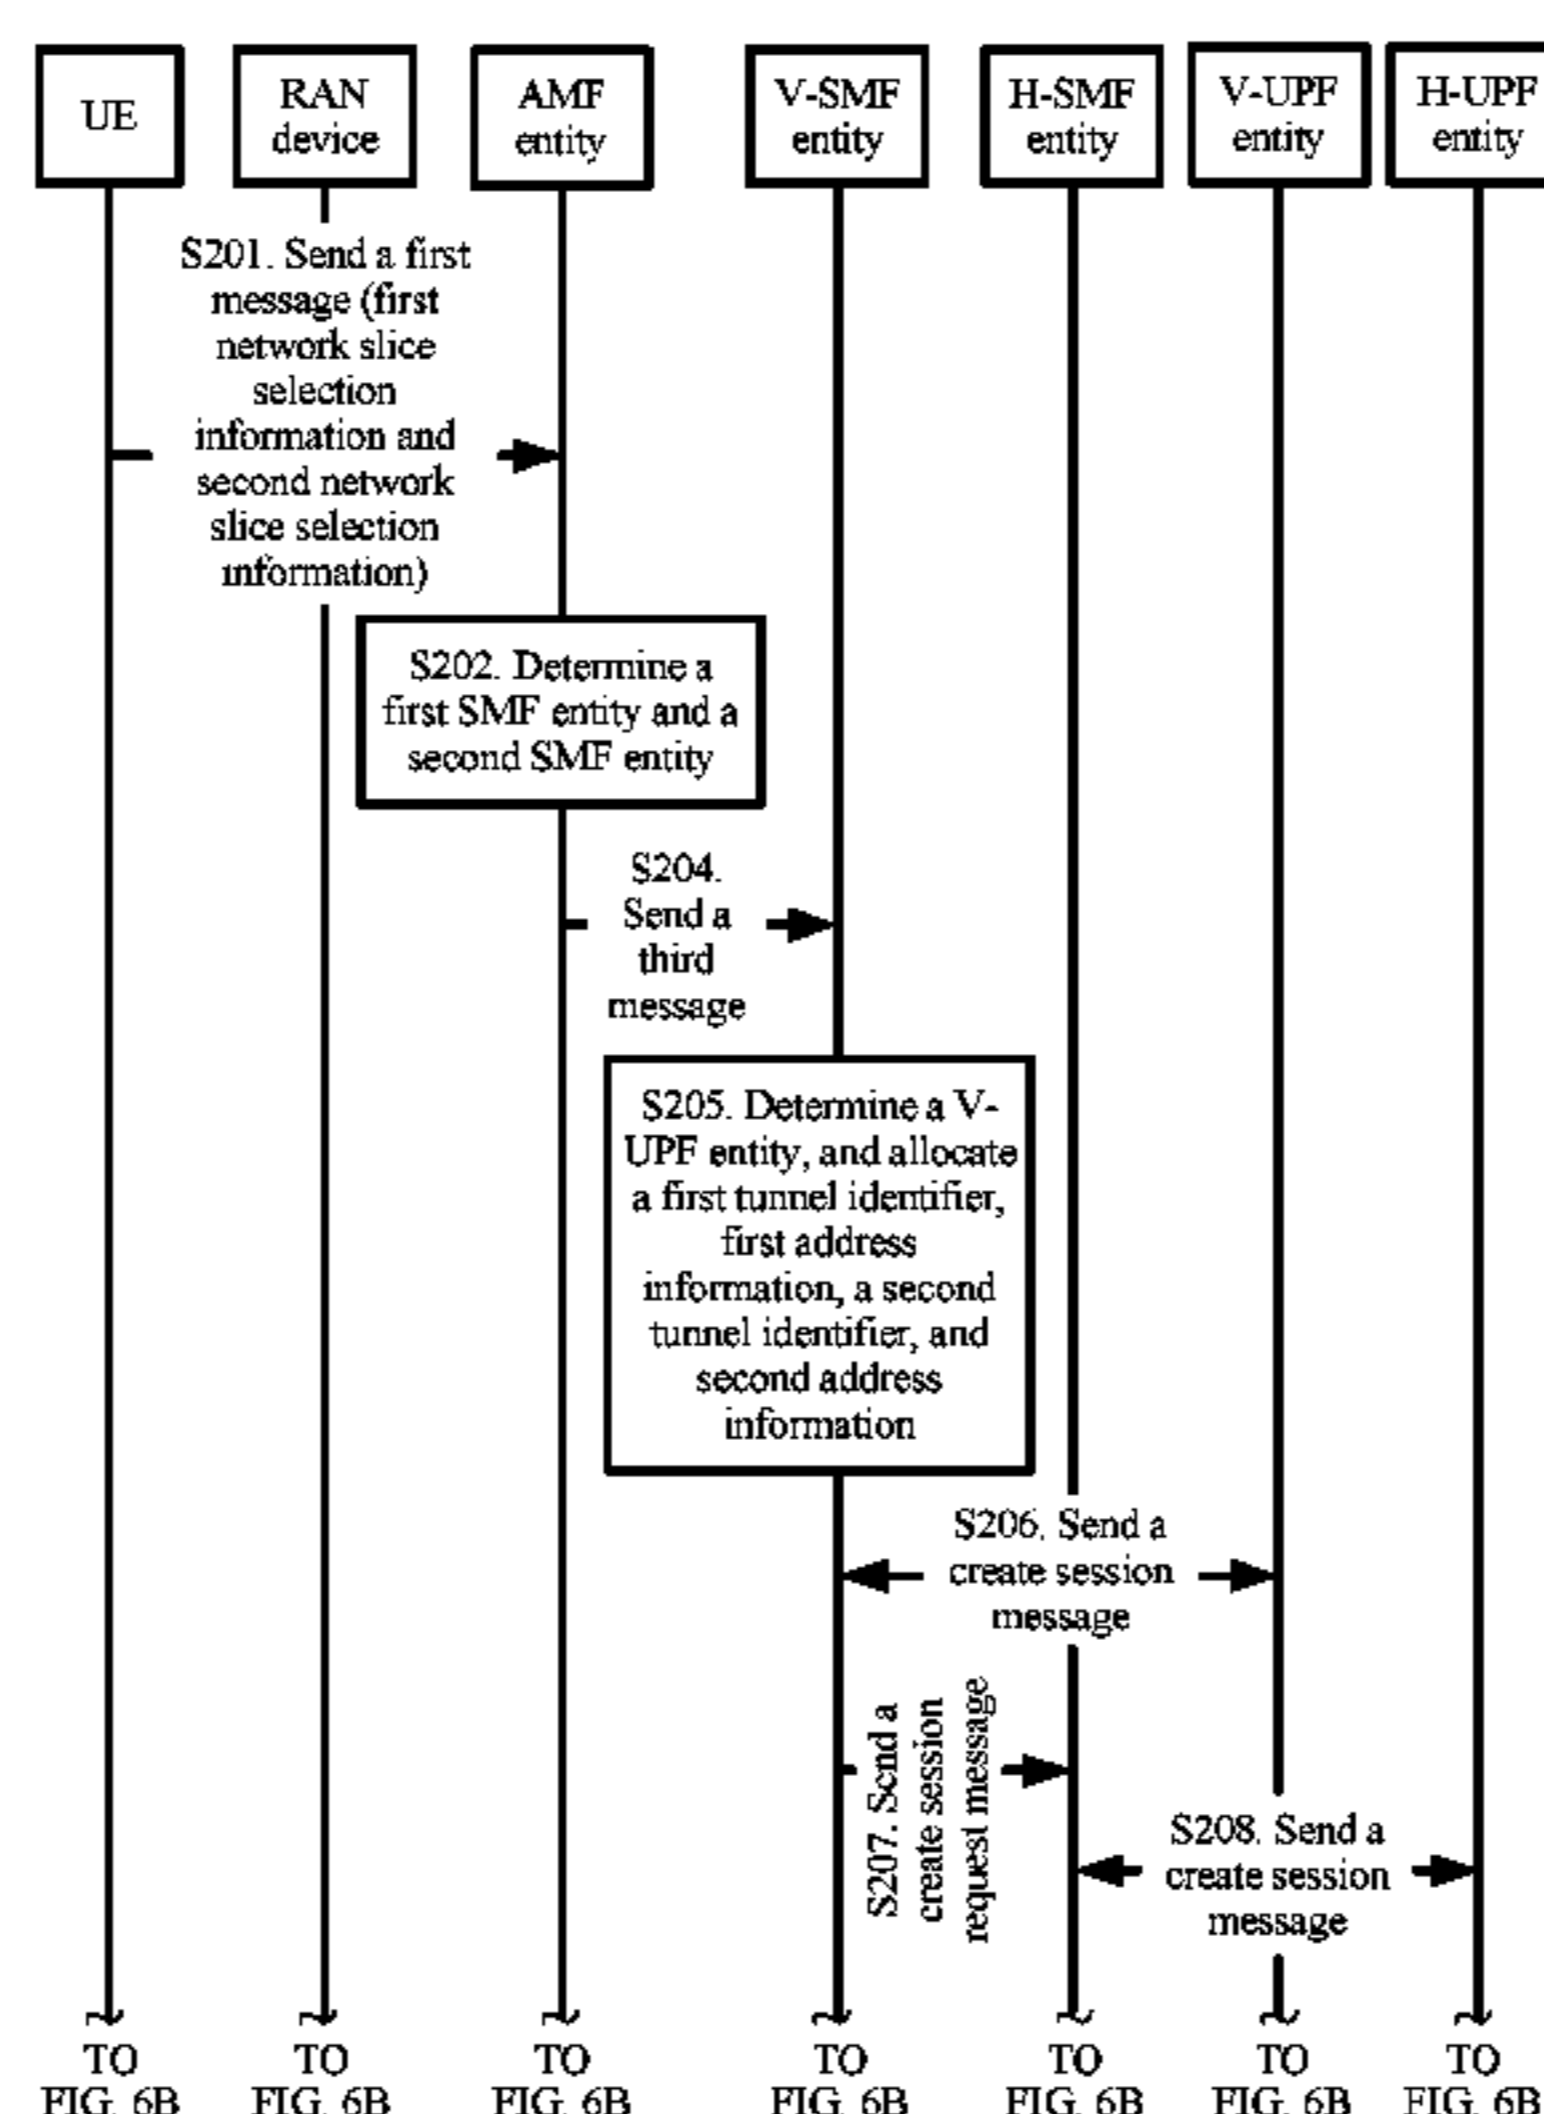 UE
RAN
device
AMF
entity
V-SMF
entity
H-SMF
entity
V-UPF
entity
H-UPF
entity
S201. Send a first
message (first
network slice
selection
information and
second network
slice selection
information)
S202. Determine a
first SMF entity and a
second SMF entity
S204.
Send a
third
message
S205. Determine a V-
UPF entity, and allocate
a first tunnel identifier,
first address
information, a second
tunnel identifier, and
second address
information
S206. Send a
create session
message
S207. Send a
create session
request message
S208. Send a
create session
message
TO
FIG. 6B
TO
FIG. 6B
TO
FIG. 6B
TO
FIG. 6B
TO
FIG. 6B
TO
FIG. 6B
TO
FIG. 6B